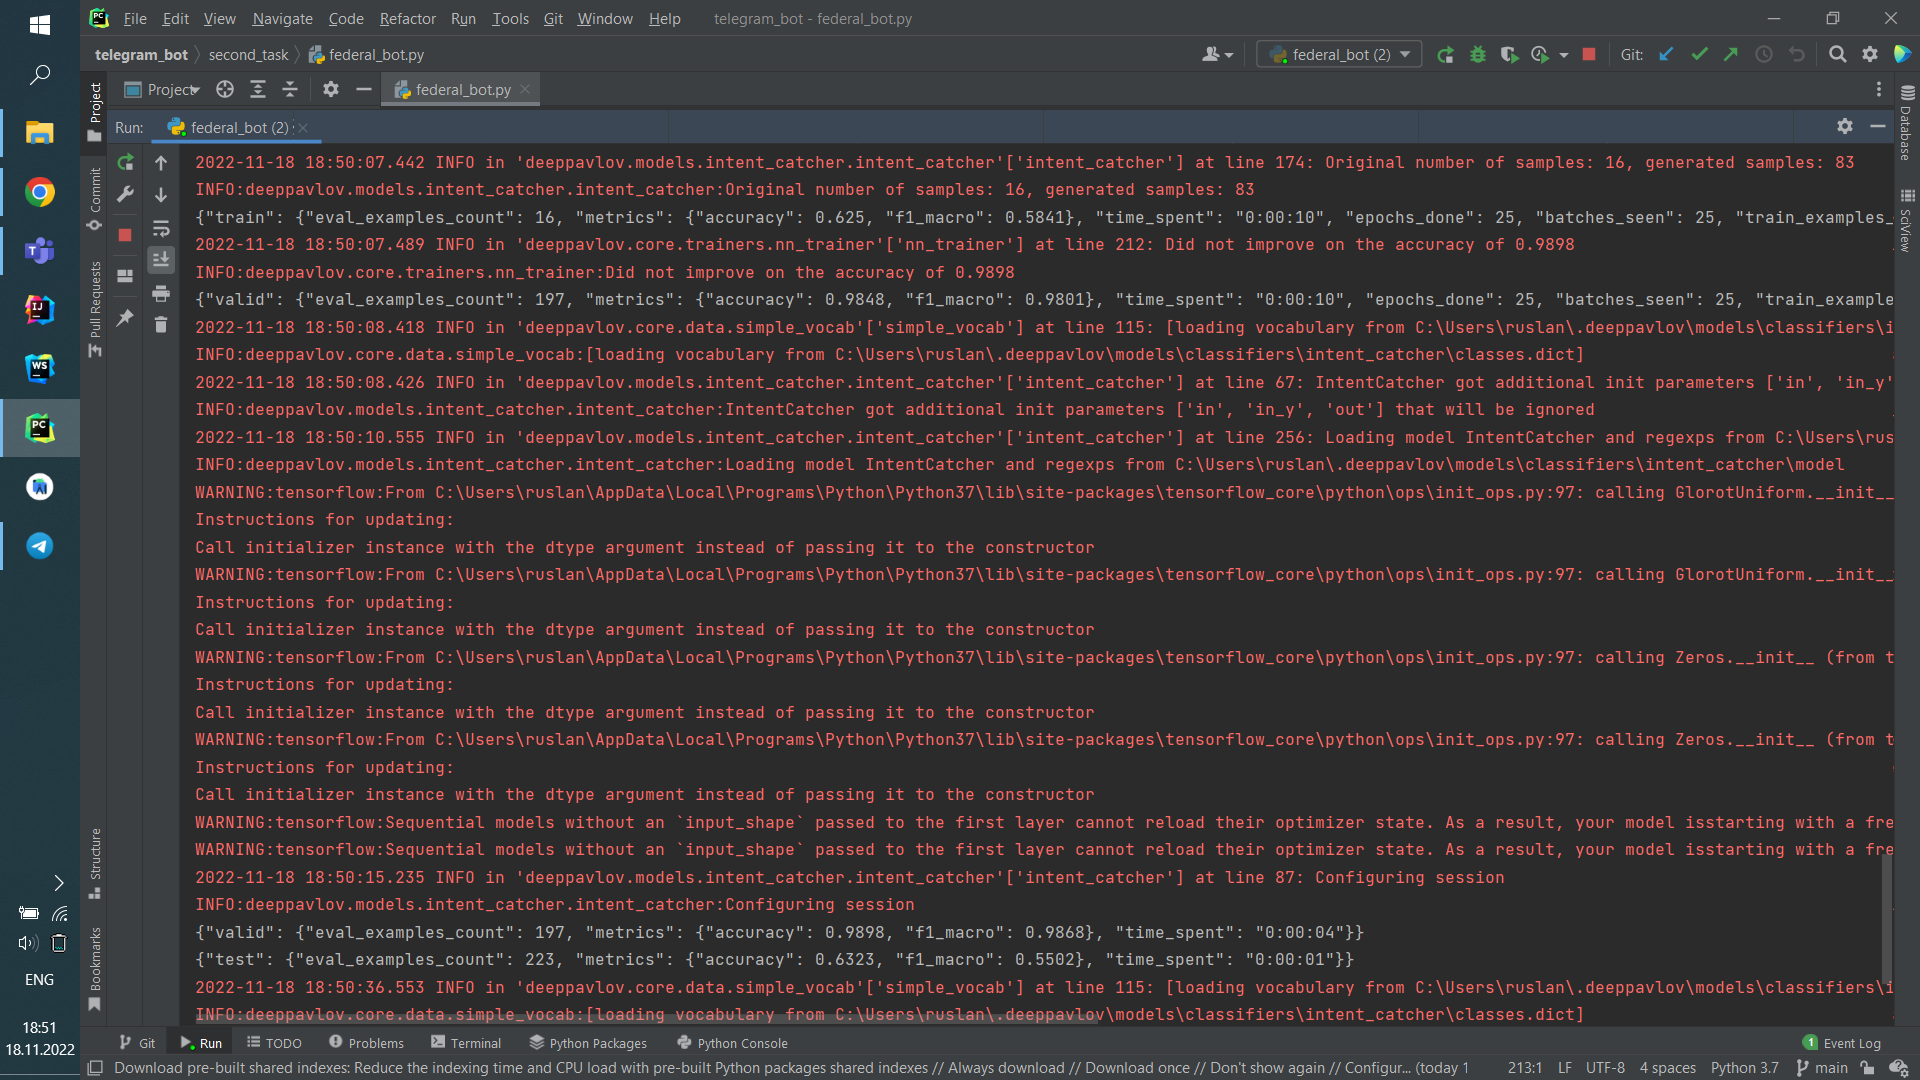 File Edit View Navigate Code Refactor Run Tools Git Window Help telegram_bot - federal_bot.py
telegram_bot second_task federal_bot.py federal_bot (2) Git:
Project federal_bot.py
Run: federal_bot (2)
2022-11-18 18:50:07.442 INFO in 'deeppavlov.models.intent_catcher.intent_catcher'['intent_catcher'] at line 174: Original number of samples: 16, generated samples: 83
INFO:deeppavlov.models.intent_catcher.intent_catcher:Original number of samples: 16, generated samples: 83
{"train": {"eval_examples_count": 16, "metrics": {"accuracy": 0.625, "f1_macro": 0.5841}, "time_spent": "0:00:10", "epochs_done": 25, "batches_seen": 25, "train_examples_
2022-11-18 18:50:07.489 INFO in 'deeppavlov.core.trainers.nn_trainer'['nn_trainer'] at line 212: Did not improve on the accuracy of 0.9898
INFO:deeppavlov.core.trainers.nn_trainer:Did not improve on the accuracy of 0.9898
{"valid": {"eval_examples_count": 197, "metrics": {"accuracy": 0.9848, "f1_macro": 0.9801}, "time_spent": "0:00:10", "epochs_done": 25, "batches_seen": 25, "train_example
2022-11-18 18:50:08.418 INFO in 'deeppavlov.core.data.simple_vocab'['simple_vocab'] at line 115: [loading vocabulary from C:\Users\ruslan\.deeppavlov\models\classifiers\i
INFO:deeppavlov.core.data.simple_vocab:[loading vocabulary from C:\Users\ruslan\.deeppavlov\models\classifiers\intent_catcher\classes.dict]
2022-11-18 18:50:08.426 INFO in 'deeppavlov.models.intent_catcher.intent_catcher'['intent_catcher'] at line 67: IntentCatcher got additional init parameters ['in', 'in_y'
INFO:deeppavlov.models.intent_catcher.intent_catcher:IntentCatcher got additional init parameters ['in', 'in_y', 'out'] that will be ignored
2022-11-18 18:50:10.555 INFO in 'deeppavlov.models.intent_catcher.intent_catcher'['intent_catcher'] at line 256: Loading model IntentCatcher and regexps from C:\Users\rus
INFO:deeppavlov.models.intent_catcher.intent_catcher:Loading model IntentCatcher and regexps from C:\Users\ruslan\.deeppavlov\models\classifiers\intent_catcher\model
WARNING:tensorflow:From C:\Users\ruslan\AppData\Local\Programs\Python\Python37\lib\site-packages\tensorflow_core\python\ops\init_ops.py:97: calling GlorotUniform.__init__
Instructions for updating:
Call initializer instance with the dtype argument instead of passing it to the constructor
WARNING:tensorflow:From C:\Users\ruslan\AppData\Local\Programs\Python\Python37\lib\site-packages\tensorflow_core\python\ops\init_ops.py:97: calling GlorotUniform.__init__
Instructions for updating:
Call initializer instance with the dtype argument instead of passing it to the constructor
WARNING:tensorflow:From C:\Users\ruslan\AppData\Local\Programs\Python\Python37\lib\site-packages\tensorflow_core\python\ops\init_ops.py:97: calling Zeros.__init__ (from t
Instructions for updating:
Call initializer instance with the dtype argument instead of passing it to the constructor
WARNING:tensorflow:From C:\Users\ruslan\AppData\Local\Programs\Python\Python37\lib\site-packages\tensorflow_core\python\ops\init_ops.py:97: calling Zeros.__init__ (from t
Instructions for updating:
Call initializer instance with the dtype argument instead of passing it to the constructor
WARNING:tensorflow:Sequential models without an `input_shape` passed to the first layer cannot reload their optimizer state. As a result, your model isstarting with a fre
WARNING:tensorflow:Sequential models without an `input_shape` passed to the first layer cannot reload their optimizer state. As a result, your model isstarting with a fre
2022-11-18 18:50:15.235 INFO in 'deeppavlov.models.intent_catcher.intent_catcher'['intent_catcher'] at line 87: Configuring session
INFO:deeppavlov.models.intent_catcher.intent_catcher:Configuring session
{"valid": {"eval_examples_count": 197, "metrics": {"accuracy": 0.9898, "f1_macro": 0.9868}, "time_spent": "0:00:04"}}
{"test": {"eval_examples_count": 223, "metrics": {"accuracy": 0.6323, "f1_macro": 0.5502}, "time_spent": "0:00:01"}}
2022-11-18 18:50:36.553 INFO in 'deeppavlov.core.data.simple_vocab'['simple_vocab'] at line 115: [loading vocabulary from C:\Users\ruslan\.deeppavlov\models\classifiers\i
INFO:deeppavlov.core.data.simple_vocab:[loading vocabulary from C:\Users\ruslan\.deeppavlov\models\classifiers\intent_catcher\classes.dict]
Project
Commit
Pull Requests
Structure
Bookmarks
Database
SciView
Git Run TODO Problems Terminal Python Packages Python Console 1 Event Log
Download pre-built shared indexes: Reduce the indexing time and CPU load with pre-built Python packages shared indexes // Always download // Download once // Don't show again // Configur... (today 1 213:1 LF UTF-8 4 spaces Python 3.7 main
PC
IJ
WS
PC
ENG
18:51
18.11.2022